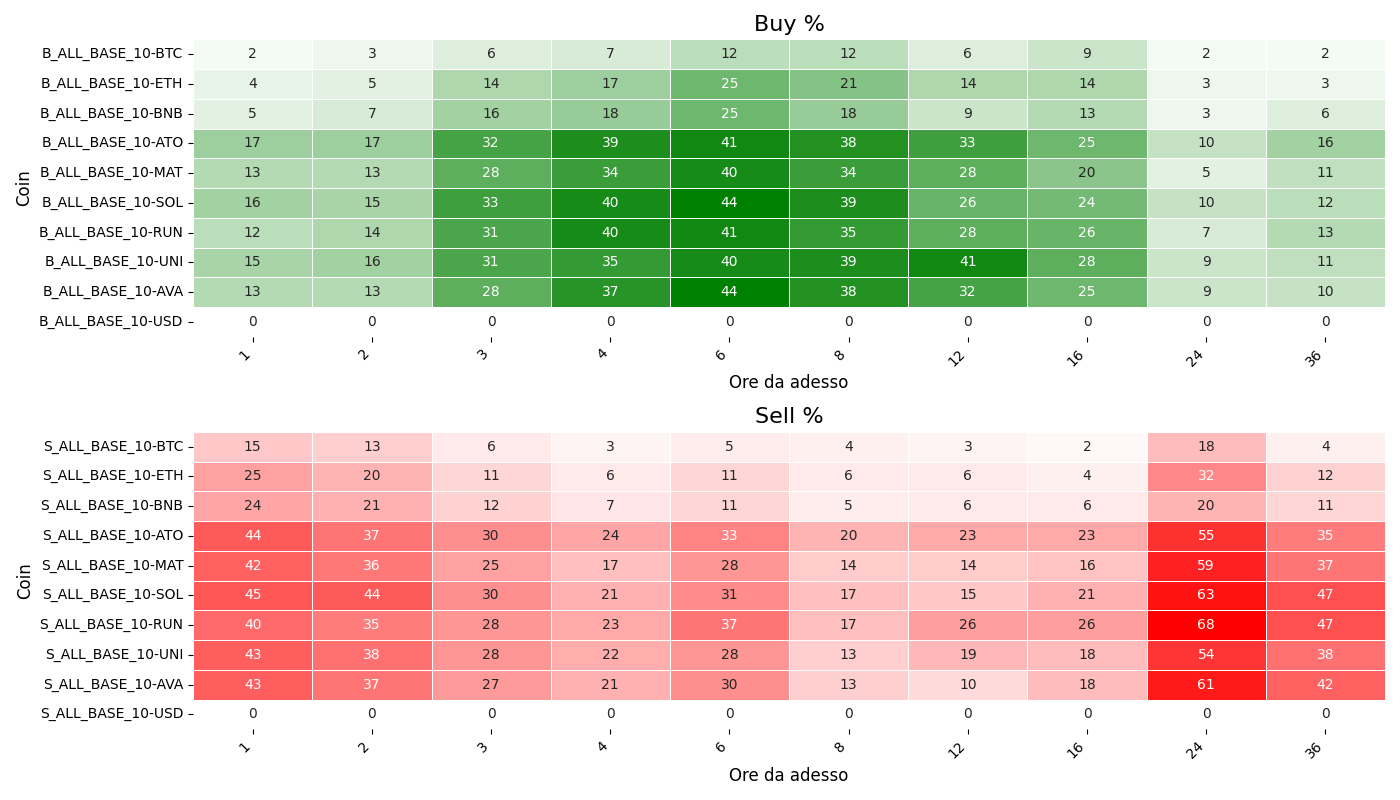 Buy %
Coin
B_ALL_BASE_10-BTC 2 3 6 7 12 12 6 9 2 2
B_ALL_BASE_10-ETH 4 5 14 17 25 21 14 14 3 3
B_ALL_BASE_10-BNB 5 7 16 18 25 18 9 13 3 6
B_ALL_BASE_10-ATO 17 17 32 39 41 38 33 25 10 16
B_ALL_BASE_10-MAT 13 13 28 34 40 34 28 20 5 11
B_ALL_BASE_10-SOL 16 15 33 40 44 39 26 24 10 12
B_ALL_BASE_10-RUN 12 14 31 40 41 35 28 26 7 13
B_ALL_BASE_10-UNI 15 16 31 35 40 39 41 28 9 11
B_ALL_BASE_10-AVA 13 13 28 37 44 38 32 25 9 10
B_ALL_BASE_10-USD 0 0 0 0 0 0 0 0 0 0
1 2 3 4 6 8 12 16 24 36
Ore da adesso
Sell %
Coin
S_ALL_BASE_10-BTC 15 13 6 3 5 4 3 2 18 4
S_ALL_BASE_10-ETH 25 20 11 6 11 6 6 4 32 12
S_ALL_BASE_10-BNB 24 21 12 7 11 5 6 6 20 11
S_ALL_BASE_10-ATO 44 37 30 24 33 20 23 23 55 35
S_ALL_BASE_10-MAT 42 36 25 17 28 14 14 16 59 37
S_ALL_BASE_10-SOL 45 44 30 21 31 17 15 21 63 47
S_ALL_BASE_10-RUN 40 35 28 23 37 17 26 26 68 47
S_ALL_BASE_10-UNI 43 38 28 22 28 13 19 18 54 38
S_ALL_BASE_10-AVA 43 37 27 21 30 13 10 18 61 42
S_ALL_BASE_10-USD 0 0 0 0 0 0 0 0 0 0
1 2 3 4 6 8 12 16 24 36
Ore da adesso